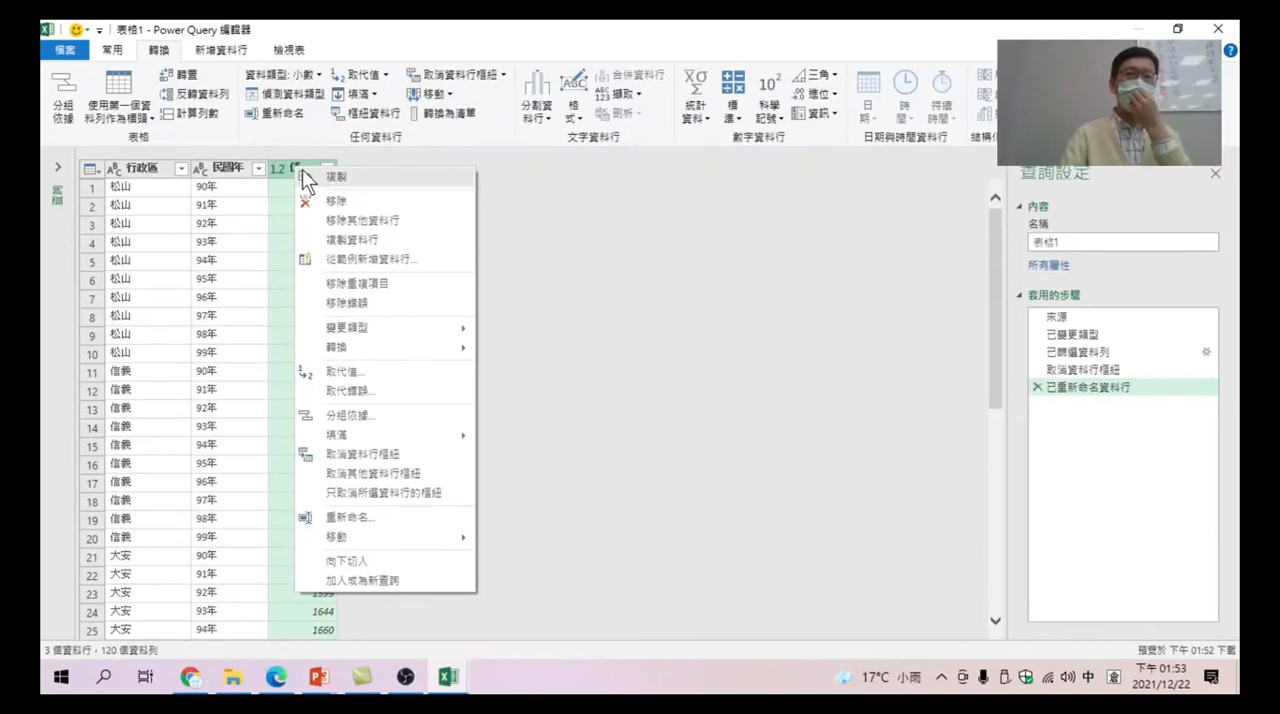 表格1 - Power Query 編輯器
檔案 常用 轉換 新增資料行 檢視表
轉置 資料類型: 小數 取代值 取消資料行樞紐 合併資料行 三角
反轉資料列 偵測資料類型 填滿 移動 擷取 進位
計算列數 重新命名 樞紐資料行 轉換為清單 剖析 資訊
分組 使用第一個資 分割資 格 統計 標 科學 日 時 持續
依據 料列作為標頭 料行 式 資料 準 記號 期 間 時間
表格 任何資料行 文字資料行 數字資料行 日期與時間資料行
行政區 民國年 1.2
1 松山 90年
2 松山 91年
3 松山 92年
4 松山 93年
5 松山 94年
6 松山 95年
7 松山 96年
8 松山 97年
9 松山 98年
10 松山 99年
11 信義 90年
12 信義 91年
13 信義 92年
14 信義 93年
15 信義 94年
16 信義 95年
17 信義 96年
18 信義 97年
19 信義 98年
20 信義 99年
21 大安 90年
22 大安 91年
23 大安 92年 1599
24 大安 93年 1644
25 大安 94年 1660
複製
移除
移除其他資料行
複製資料行
從範例新增資料行...
移除重複項目
移除錯誤
變更類型
轉換
取代值...
取代錯誤...
分組依據...
填滿
取消資料行樞紐
取消其他資料行樞紐
只取消所選資料行的樞紐
重新命名...
移動
向下切入
加入成為新查詢
查詢設定
內容
名稱
表格1
所有屬性
套用的步驟
來源
已變更類型
已篩選資料列
取消資料行樞紐
已重新命名資料行
3 個資料行，120 個資料列
預覽於 下午 01:52 下載
17°C 小雨
中
倉
下午 01:53
2021/12/22